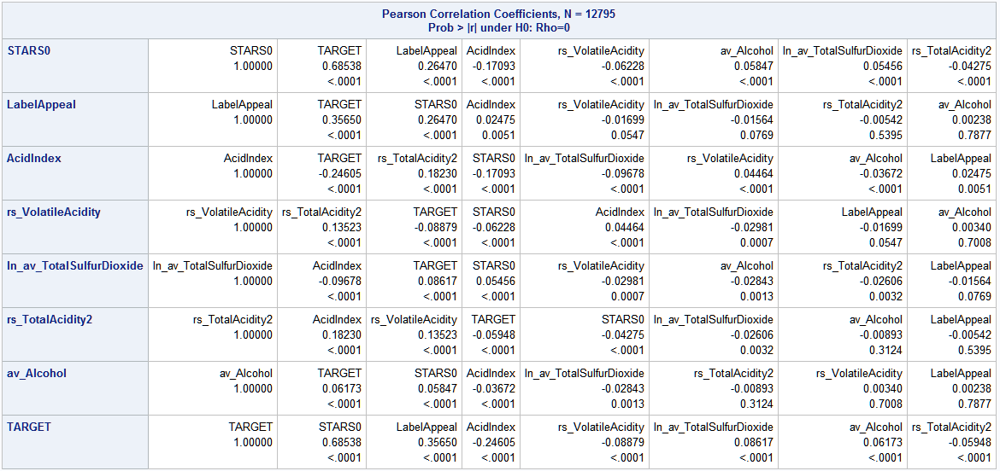 Pearson Correlation Coefficients, N = 12795
Prob > |r| under H0: Rho=0
STARS0 STARS0 TARGET LabelAppeal AcidIndex rs_VolatileAcidity av_Alcohol ln_av_TotalSulfurDioxide rs_TotalAcidity2
1.00000 0.68538 0.26470 -0.17093 -0.06228 0.05847 0.05456 -0.04275
<.0001 <.0001 <.0001 <.0001 <.0001 <.0001 <.0001
LabelAppeal LabelAppeal TARGET STARS0 AcidIndex rs_VolatileAcidity ln_av_TotalSulfurDioxide rs_TotalAcidity2 av_Alcohol
1.00000 0.35650 0.26470 0.02475 -0.01699 -0.01564 -0.00542 0.00238
<.0001 <.0001 0.0051 0.0547 0.0769 0.5395 0.7877
AcidIndex AcidIndex TARGET rs_TotalAcidity2 STARS0 ln_av_TotalSulfurDioxide rs_VolatileAcidity av_Alcohol LabelAppeal
1.00000 -0.24605 0.18230 -0.17093 -0.09678 0.04464 -0.03672 0.02475
<.0001 <.0001 <.0001 <.0001 <.0001 <.0001 0.0051
rs_VolatileAcidity rs_VolatileAcidity rs_TotalAcidity2 TARGET STARS0 AcidIndex ln_av_TotalSulfurDioxide LabelAppeal av_Alcohol
1.00000 0.13523 -0.08879 -0.06228 0.04464 -0.02981 -0.01699 0.00340
<.0001 <.0001 <.0001 <.0001 0.0007 0.0547 0.7008
ln_av_TotalSulfurDioxide ln_av_TotalSulfurDioxide AcidIndex TARGET STARS0 rs_VolatileAcidity av_Alcohol rs_TotalAcidity2 LabelAppeal
1.00000 -0.09678 0.08617 0.05456 -0.02981 -0.02843 -0.02606 -0.01564
<.0001 <.0001 <.0001 0.0007 0.0013 0.0032 0.0769
rs_TotalAcidity2 rs_TotalAcidity2 AcidIndex rs_VolatileAcidity TARGET STARS0 ln_av_TotalSulfurDioxide av_Alcohol LabelAppeal
1.00000 0.18230 0.13523 -0.05948 -0.04275 -0.02606 -0.00893 -0.00542
<.0001 <.0001 <.0001 <.0001 0.0032 0.3124 0.5395
av_Alcohol av_Alcohol TARGET STARS0 AcidIndex ln_av_TotalSulfurDioxide rs_TotalAcidity2 rs_VolatileAcidity LabelAppeal
1.00000 0.06173 0.05847 -0.03672 -0.02843 -0.00893 0.00340 0.00238
<.0001 <.0001 <.0001 0.0013 0.3124 0.7008 0.7877
TARGET TARGET STARS0 LabelAppeal AcidIndex rs_VolatileAcidity ln_av_TotalSulfurDioxide av_Alcohol rs_TotalAcidity2
1.00000 0.68538 0.35650 -0.24605 -0.08879 0.08617 0.06173 -0.05948
<.0001 <.0001 <.0001 <.0001 <.0001 <.0001 <.0001